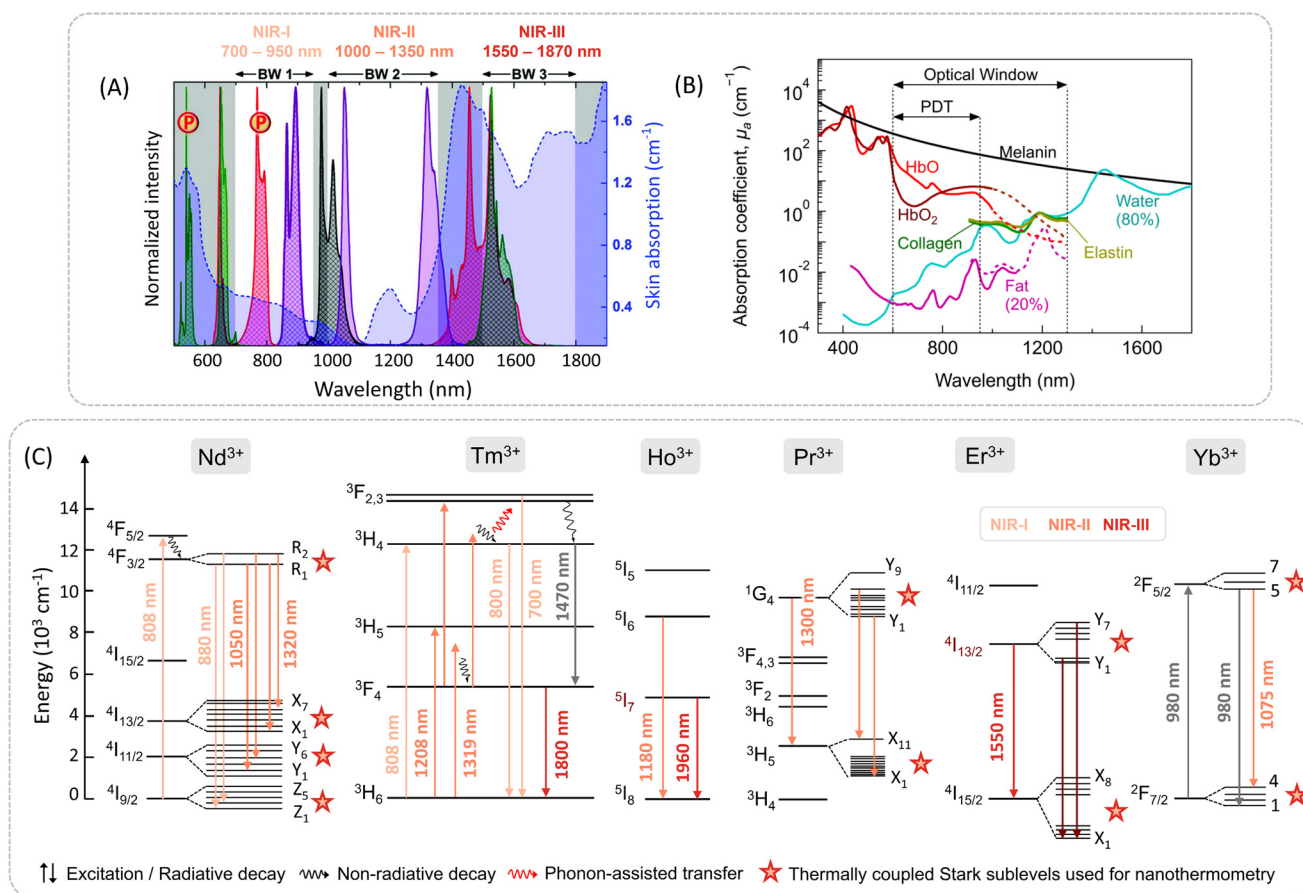 NIR-I
700 – 950 nm
NIR-II
1000 – 1350 nm
NIR-III
1550 – 1870 nm
(A)
BW 1
BW 2
BW 3
P
P
Normalized intensity
1.6
1.2
0.8
0.4
Skin absorption (cm⁻¹)
600 800 1000 1200 1400 1600 1800
Wavelength (nm)
(B)
Absorption coefficient, μₐ (cm⁻¹)
10⁴
10²
10⁰
10⁻²
10⁻⁴
Optical Window
PDT
Melanin
HbO
HbO₂
Collagen
Elastin
Water
(80%)
Fat
(20%)
400 800 1200 1600
Wavelength (nm)
(C)
Energy (10³ cm⁻¹)
14
12
10
8
6
4
2
0
Nd³⁺
⁴F₅/₂
⁴F₃/₂
⁴I₁₅/₂
⁴I₁₃/₂
⁴I₁₁/₂
⁴I₉/₂
R₂
R₁
X₇
X₁
Y₆
Y₁
Z₅
Z₁
808 nm
880 nm
1050 nm
1320 nm
Tm³⁺
³F₂,₃
³H₄
³H₅
³F₄
³H₆
808 nm
1208 nm
1319 nm
800 nm
700 nm
1470 nm
1800 nm
Ho³⁺
⁵I₅
⁵I₆
⁵I₇
⁵I₈
1180 nm
1960 nm
Pr³⁺
¹G₄
³F₄,₃
³F₂
³H₆
³H₅
³H₄
Y₉
Y₁
X₁₁
X₁
1300 nm
Er³⁺
NIR-I NIR-II NIR-III
⁴I₁₁/₂
⁴I₁₃/₂
⁴I₁₅/₂
Y₇
Y₁
X₈
X₁
1550 nm
Yb³⁺
²F₅/₂
²F₇/₂
7
5
4
1
980 nm
980 nm
1075 nm
Excitation / Radiative decay
Non-radiative decay
Phonon-assisted transfer
Thermally coupled Stark sublevels used for nanothermometry